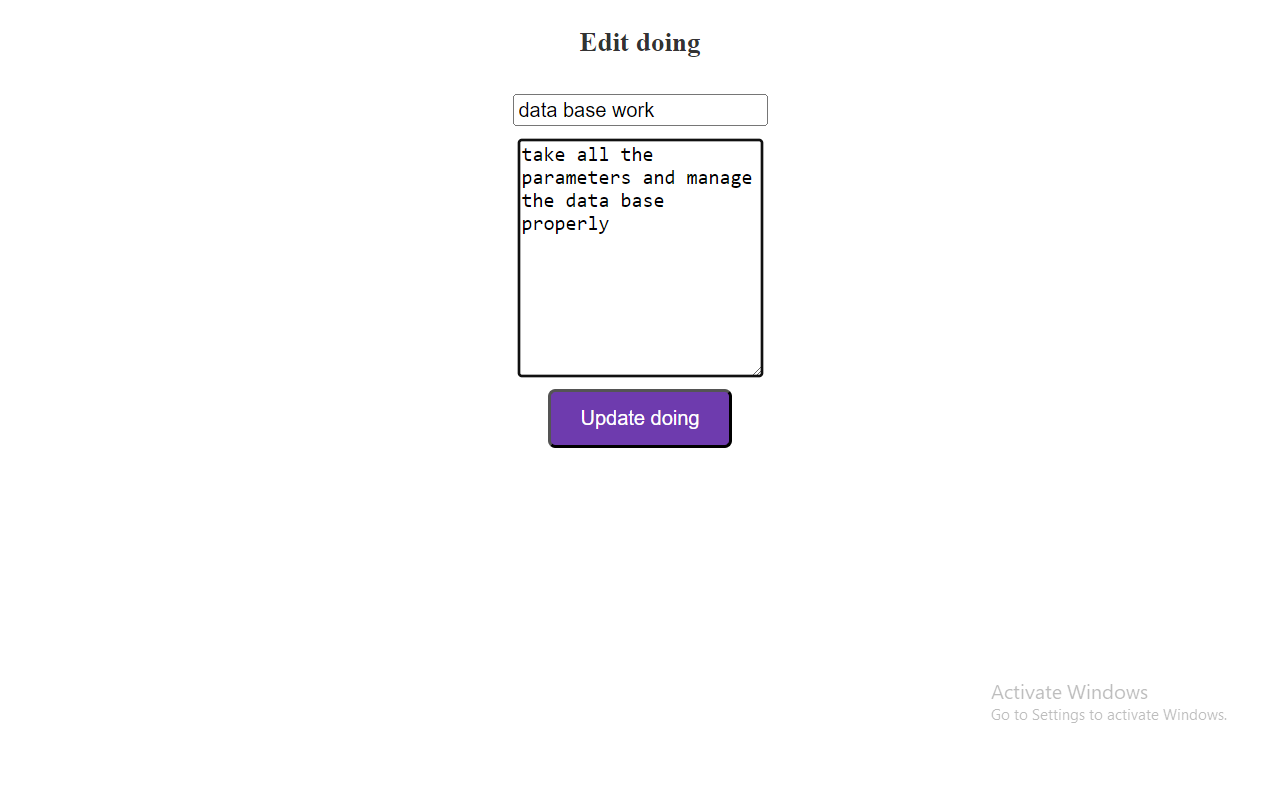 Edit doing
data base work
take all the
parameters and manage
the data base
properly
Update doing
Activate Windows
Go to Settings to activate Windows.